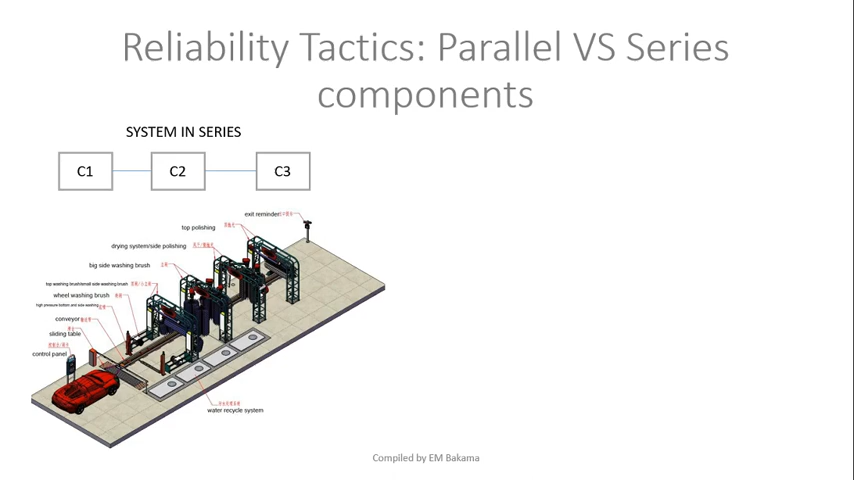 Reliability Tactics: Parallel VS Series
components
SYSTEM IN SERIES
C1
C2
C3
exit reminder
top polishing
drying system/side polishing
big side washing brush
top washing brush/small side washing brush
wheel washing brush
high pressure bottom and side washing
conveyor
sliding table
control panel
water recycle system
Compiled by EM Bakama